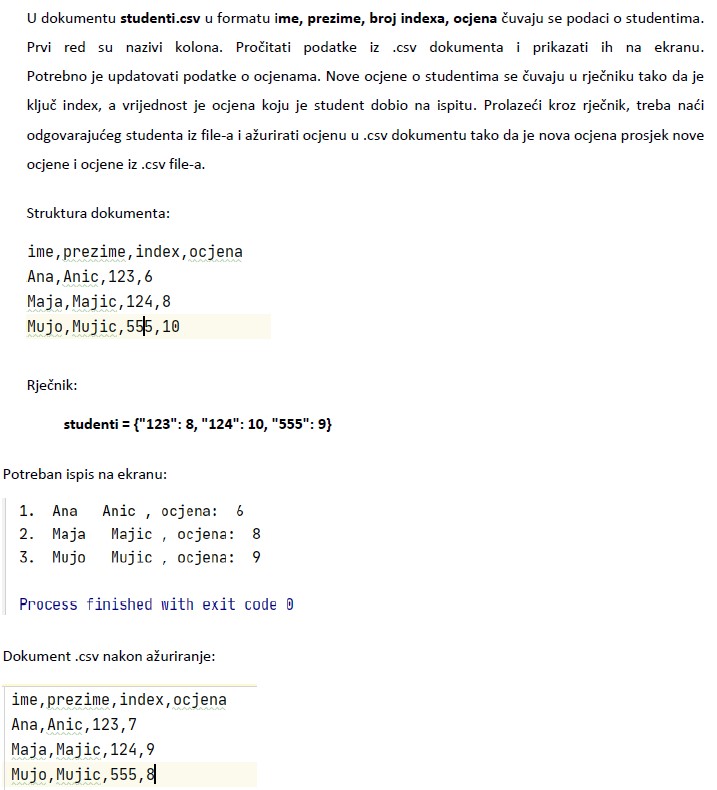 U dokumentu studenti.csv u formatu ime, prezime, broj indexa, ocjena čuvaju se podaci o studentima.
Prvi red su nazivi kolona. Pročitati podatke iz .csv dokumenta i prikazati ih na ekranu.
Potrebno je updatovati podatke o ocjenama. Nove ocjene o studentima se čuvaju u rječniku tako da je
ključ index, a vrijednost je ocjena koju je student dobio na ispitu. Prolazeći kroz rječnik, treba naći
odgovarajućeg studenta iz file-a i ažurirati ocjenu u .csv dokumentu tako da je nova ocjena prosjek nove
ocjene i ocjene iz .csv file-a.
Struktura dokumenta:
ime,prezime,index,ocjena
Ana,Anic,123,6
Maja,Majic,124,8
Mujo,Mujic,555,10
Rječnik:
studenti = {"123": 8, "124": 10, "555": 9}
Potreban ispis na ekranu:
1. Ana Anic , ocjena: 6
2. Maja Majic , ocjena: 8
3. Mujo Mujic , ocjena: 9
Process finished with exit code 0
Dokument .csv nakon ažuriranje:
ime,prezime,index,ocjena
Ana,Anic,123,7
Maja,Majic,124,9
Mujo,Mujic,555,8